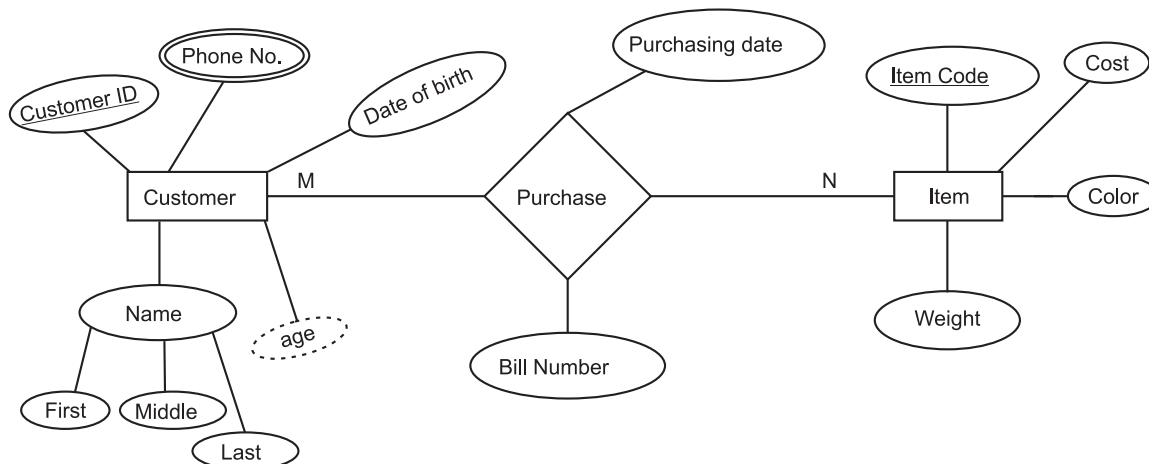 Phone No.
Purchasing date
Customer ID
Date of birth
Item Code
Cost
Customer
M
Purchase
N
Item
Color
Name
age
Weight
Bill Number
First
Middle
Last